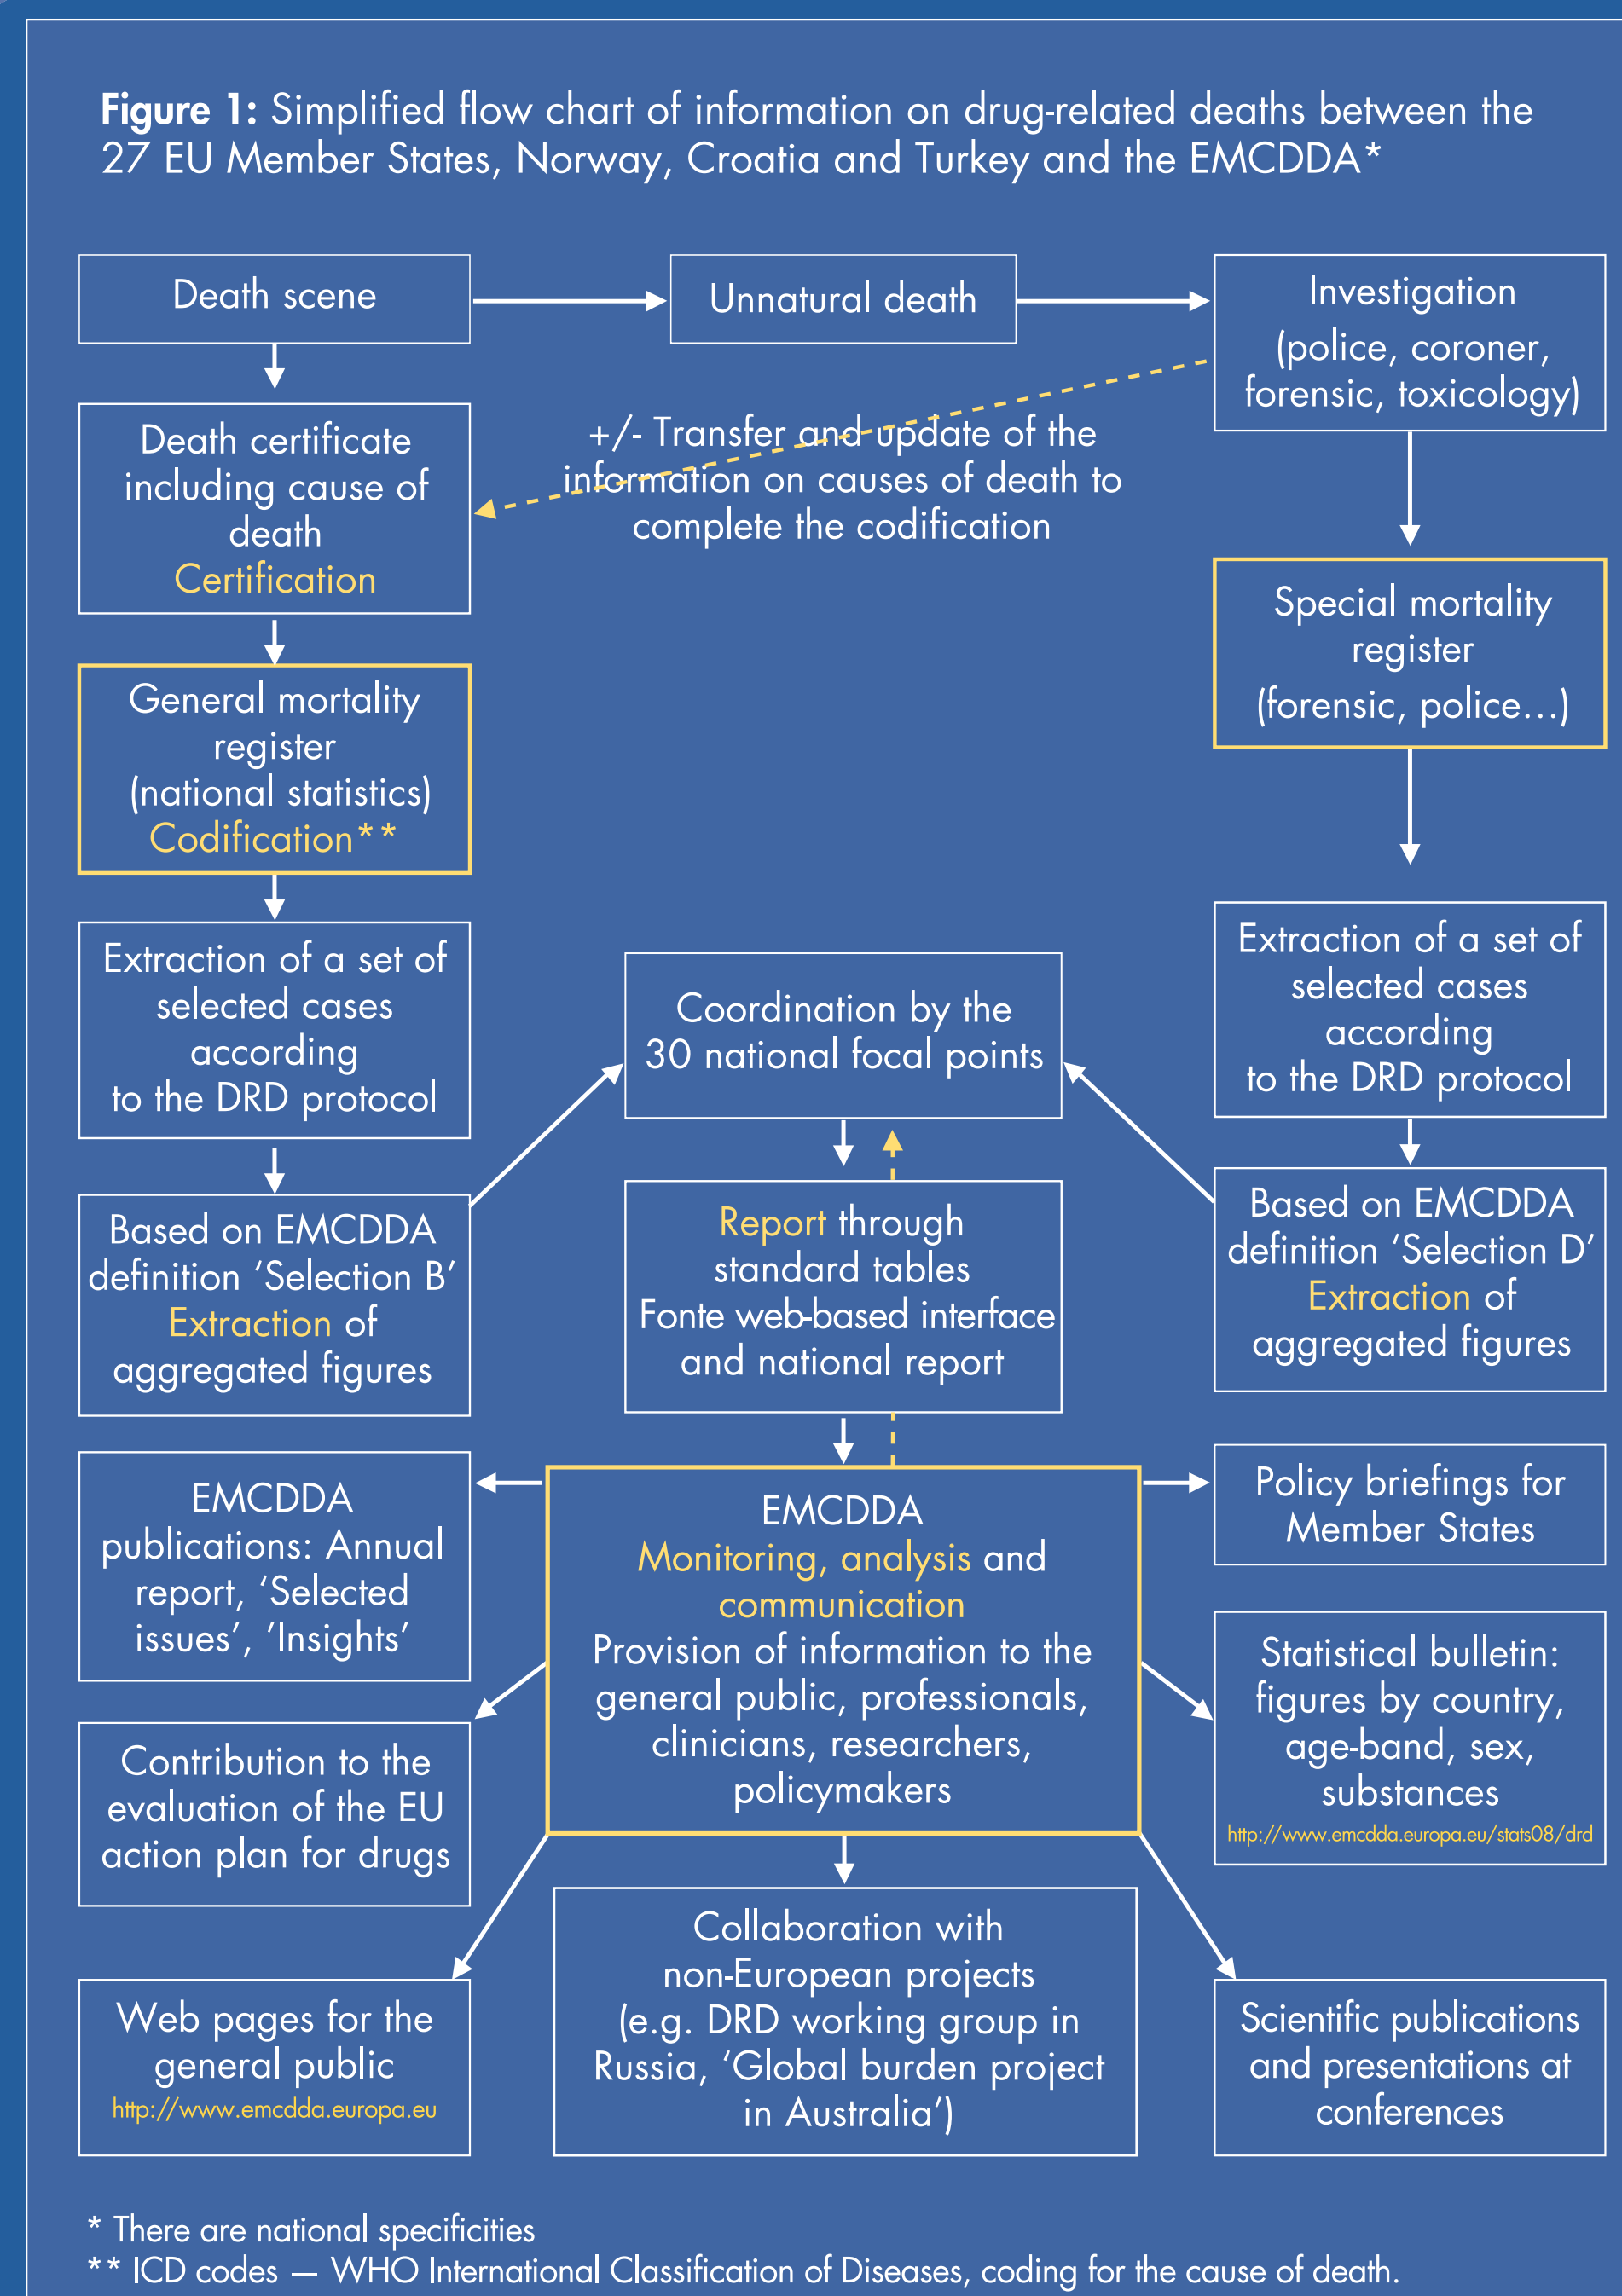 Figure 1: Simplified flow chart of information on drug-related deaths between the
27 EU Member States, Norway, Croatia and Turkey and the EMCDDA*
Death scene
Unnatural death
Investigation
(police, coroner,
forensic, toxicology)
Death certificate
including cause of
death
Certification
+/- Transfer and update of the
information on causes of death to
complete the codification
Special mortality
register
(forensic, police...)
General mortality
register
(national statistics)
Codification**
Extraction of a set of
selected cases
according
to the DRD protocol
Coordination by the
30 national focal points
Extraction of a set of
selected cases
according
to the DRD protocol
Based on EMCDDA
definition ‘Selection B’
Extraction of
aggregated figures
Report through
standard tables
Fonte web-based interface
and national report
Based on EMCDDA
definition ‘Selection D’
Extraction of
aggregated figures
EMCDDA
publications: Annual
report, ‘Selected
issues’, ‘Insights’
EMCDDA
Monitoring, analysis and
communication
Provision of information to the
general public, professionals,
clinicians, researchers,
policymakers
Policy briefings for
Member States
Statistical bulletin:
figures by country,
age-band, sex,
substances
http://www.emcdda.europa.eu/stats08/drd
Contribution to the
evaluation of the EU
action plan for drugs
Web pages for the
general public
http://www.emcdda.europa.eu
Collaboration with
non-European projects
(e.g. DRD working group in
Russia, ‘Global burden project
in Australia’)
Scientific publications
and presentations at
conferences
* There are national specificities
** ICD codes — WHO International Classification of Diseases, coding for the cause of death.